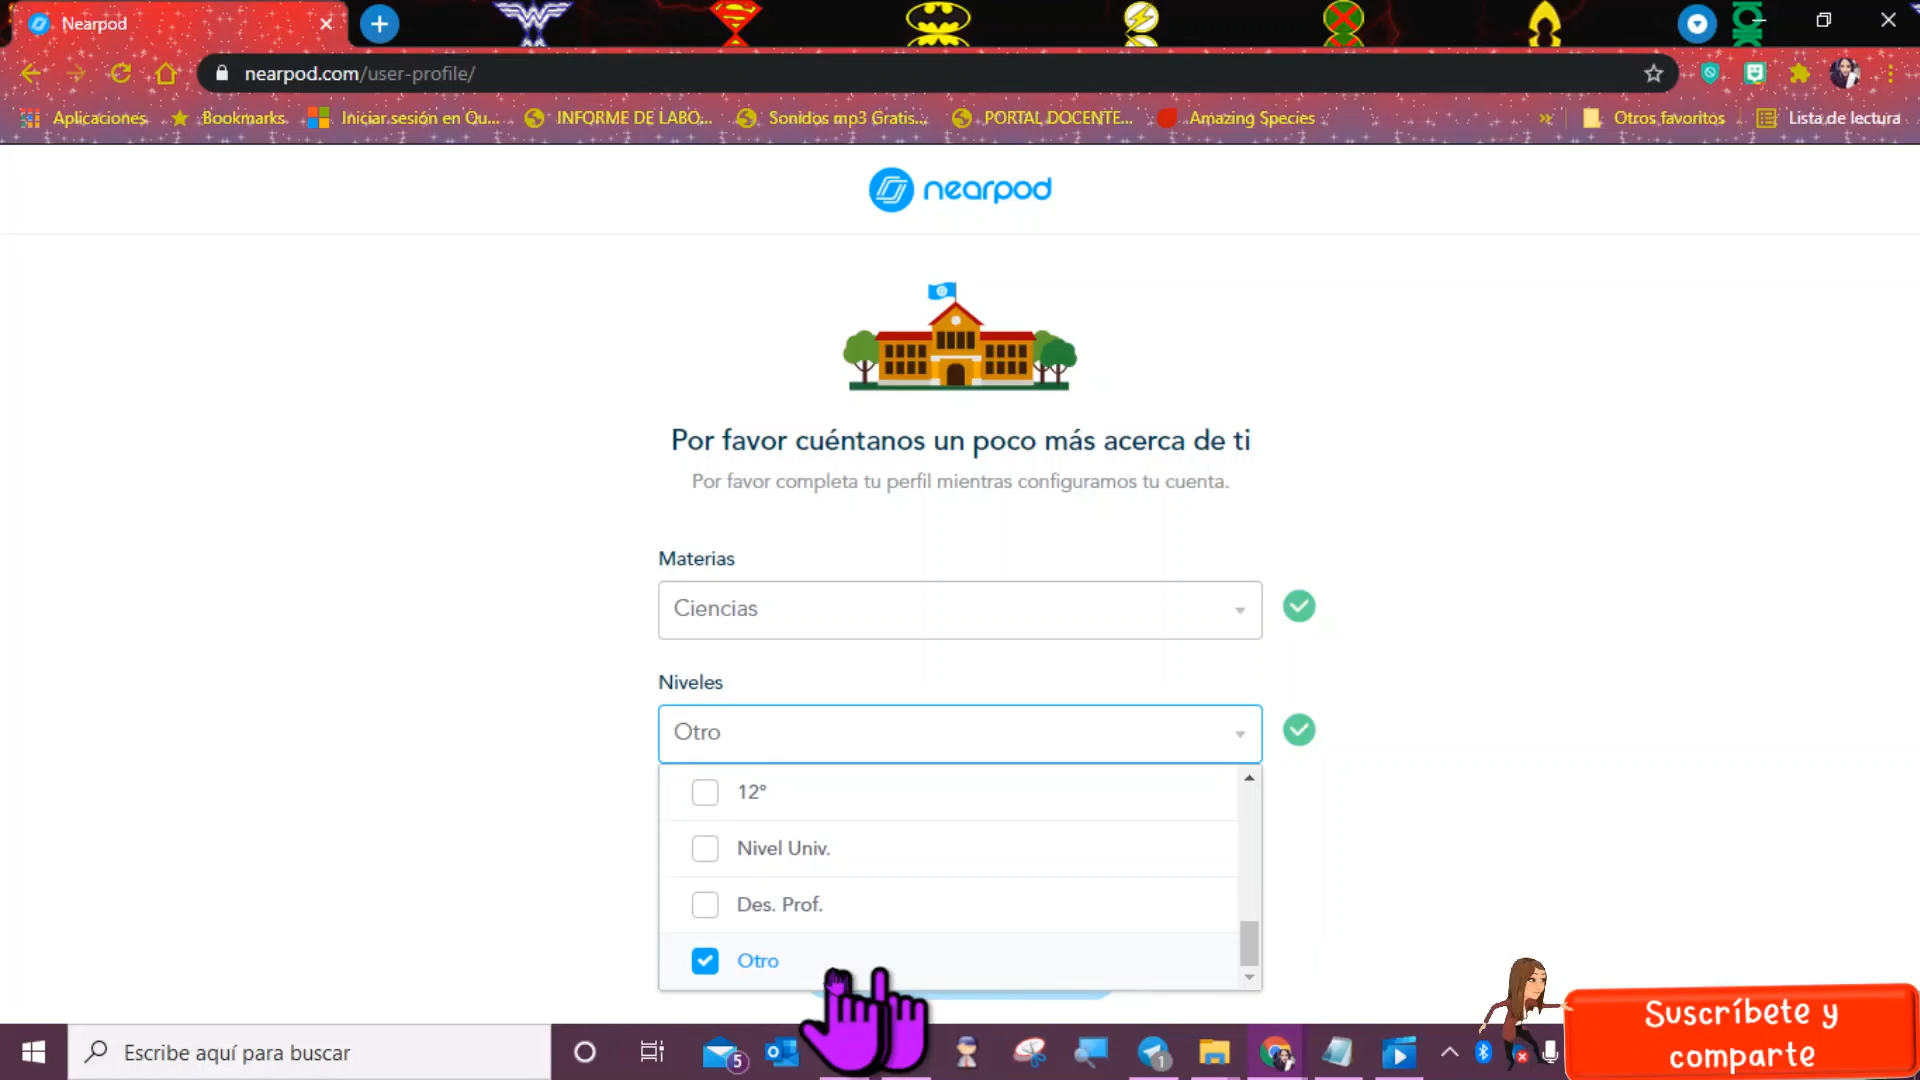 Nearpod
nearpod.com/user-profile/
Aplicaciones
Bookmarks
Iniciar sesión en Qu...
INFORME DE LABO...
Sonidos mp3 Gratis...
PORTAL DOCENTE...
Amazing Species
Otros favoritos
Lista de lectura
nearpod
Por favor cuéntanos un poco más acerca de ti
Por favor completa tu perfil mientras configuramos tu cuenta.
Materias
Ciencias
Niveles
Otro
12°
Nivel Univ.
Des. Prof.
Otro
Escribe aquí para buscar
5
1
Suscríbete y
comparte